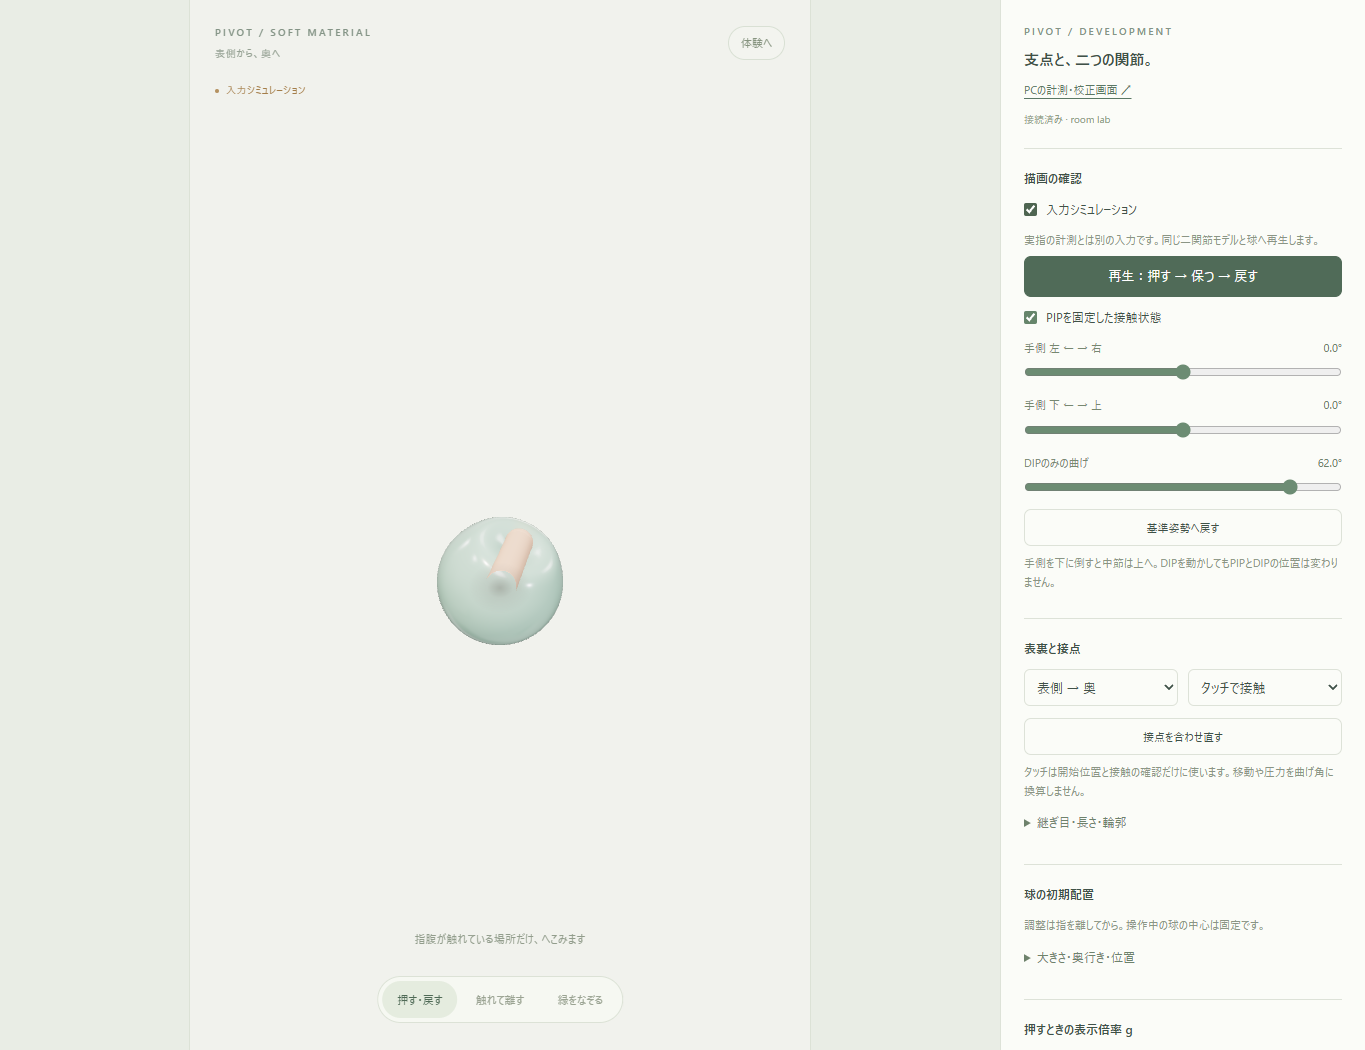 PIVOT / SOFT MATERIAL
表側から、奥へ
体験へ
入力シミュレーション
指腹が触れている場所だけ、へこみます
押す・戻す
触れて離す
縁をなぞる
PIVOT / DEVELOPMENT
支点と、二つの関節。
PCの計測・校正画面 ↗
接続済み · room lab
描画の確認
入力シミュレーション
実指の計測とは別の入力です。同じ二関節モデルと球へ再生します。
再生：押す → 保つ → 戻す
PIPを固定した接触状態
手側 左 ← → 右 0.0°
手側 下 ← → 上 0.0°
DIPのみの曲げ 62.0°
基準姿勢へ戻す
手側を下に倒すと中節は上へ。DIPを動かしてもPIPとDIPの位置は変わり
ません。
表裏と接点
表側 → 奥
タッチで接触
接点を合わせ直す
タッチは開始位置と接触の確認だけに使います。移動や圧力を曲げ角に
換算しません。
▶ 継ぎ目・長さ・輪郭
球の初期配置
調整は指を離してから。操作中の球の中心は固定です。
▶ 大きさ・奥行き・位置
押すときの表示倍率 g